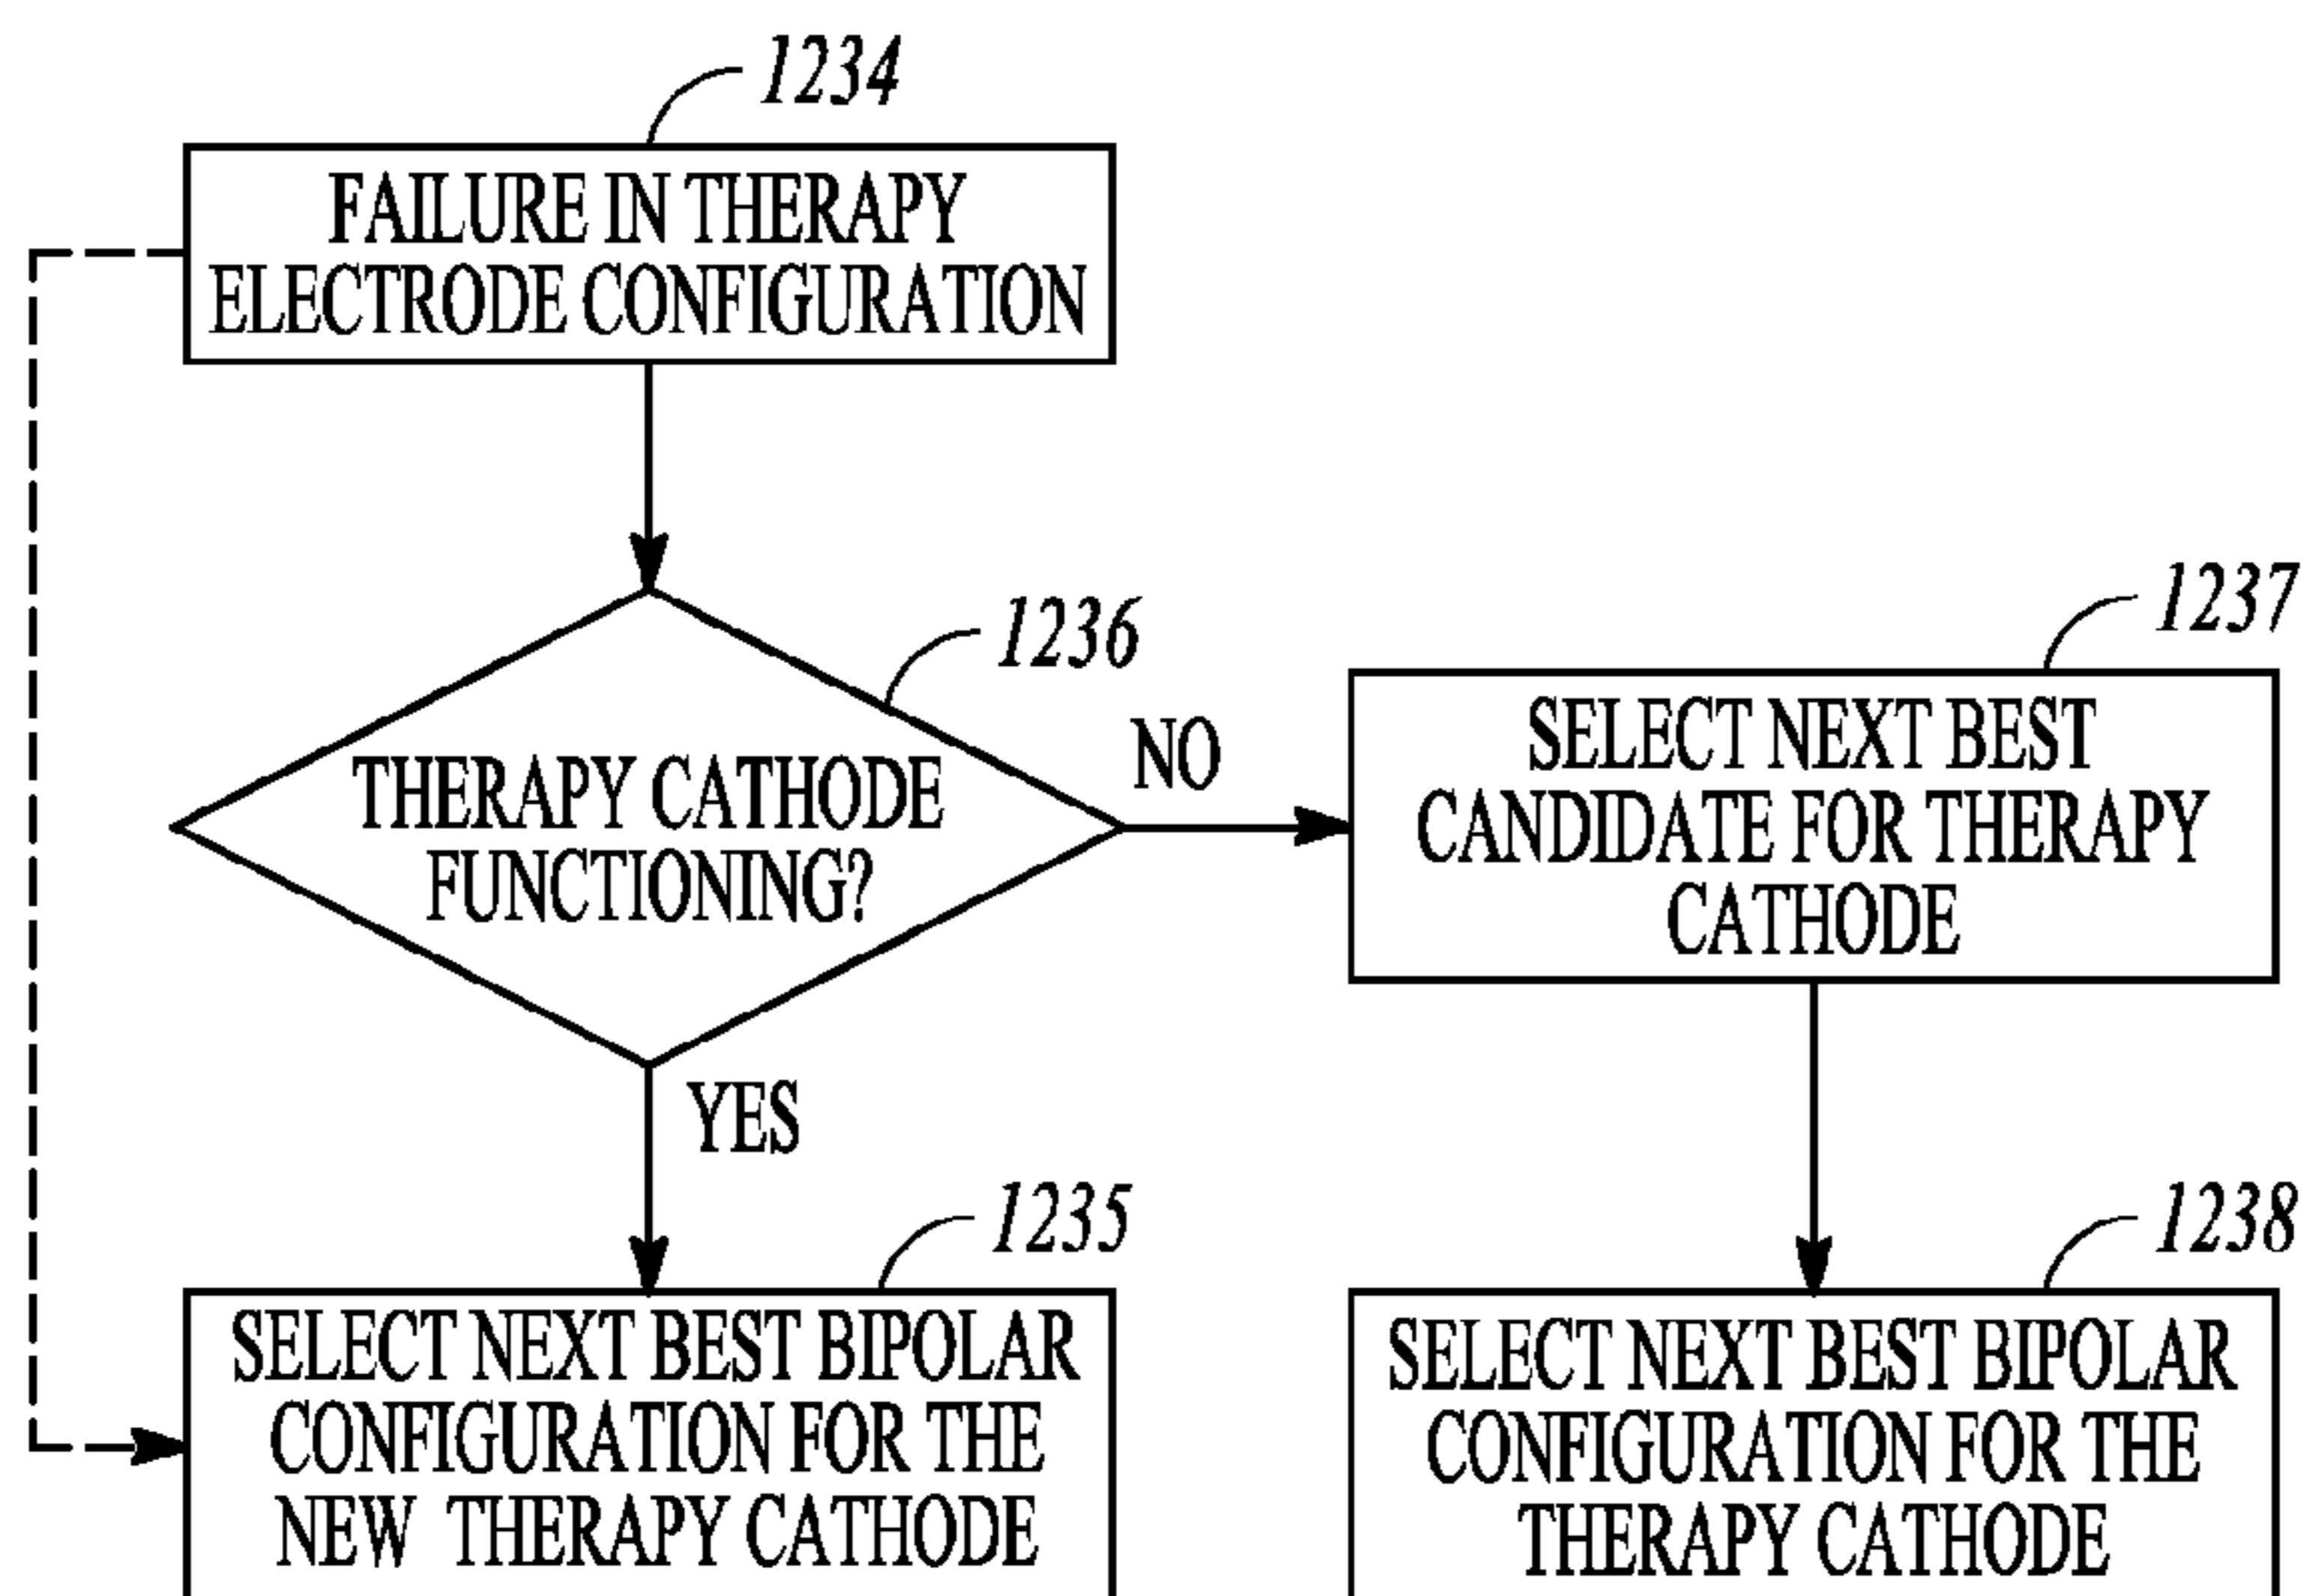 1234
FAILURE IN THERAPY
ELECTRODE CONFIGURATION
1236
THERAPY CATHODE
FUNCTIONING?
NO
1237
SELECT NEXT BEST
CANDIDATE FOR THERAPY
CATHODE
YES
1235
SELECT NEXT BEST BIPOLAR
CONFIGURATION FOR THE
NEW THERAPY CATHODE
1238
SELECT NEXT BEST BIPOLAR
CONFIGURATION FOR THE
THERAPY CATHODE